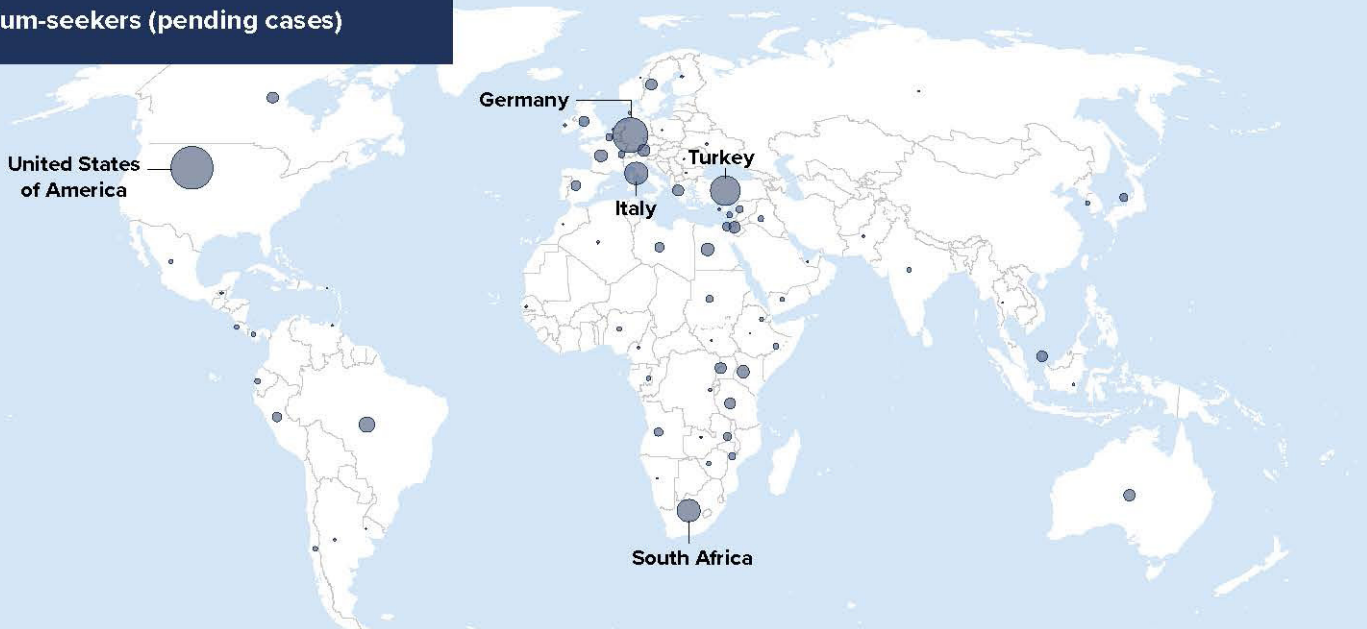 um-seekers (pending cases)
Germany
United States
of America
Turkey
Italy
South Africa